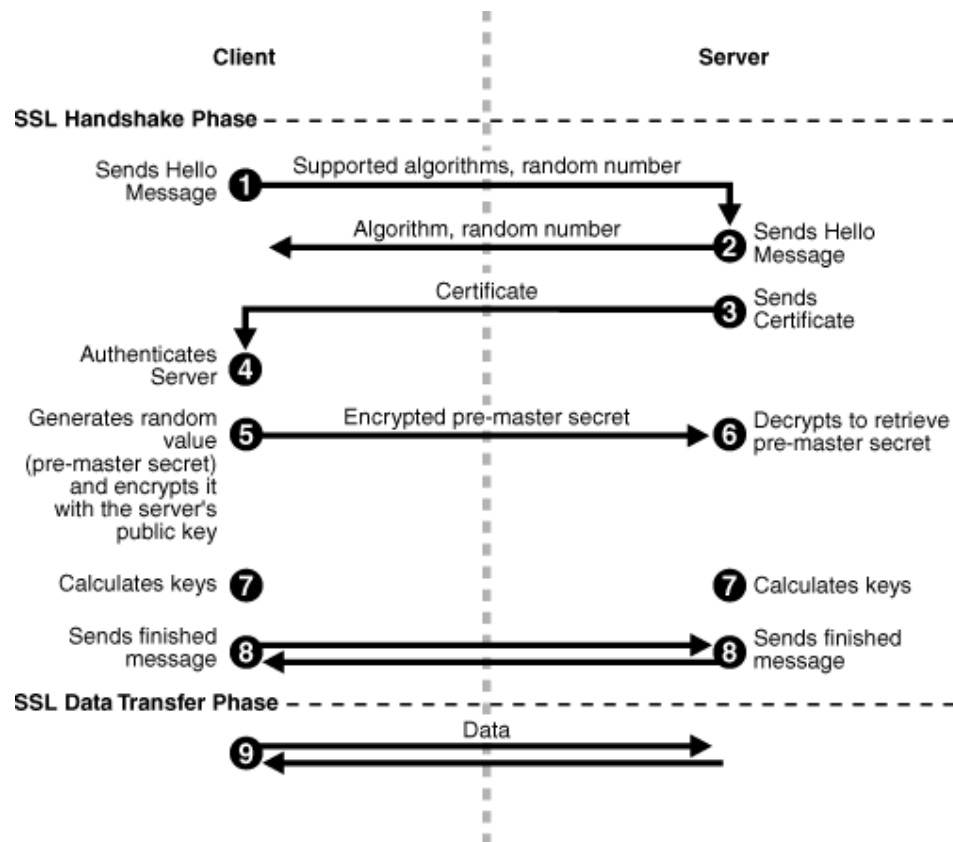 Client
Server
SSL Handshake Phase
Sends Hello
Message
1
Supported algorithms, random number
Algorithm, random number
2
Sends Hello
Message
Certificate
3
Sends
Certificate
Authenticates
Server
4
Generates random
value
(pre-master secret)
and encrypts it
with the server's
public key
5
Encrypted pre-master secret
6
Decrypts to retrieve
pre-master secret
Calculates keys
7
7
Calculates keys
Sends finished
message
8
8
Sends finished
message
SSL Data Transfer Phase
9
Data